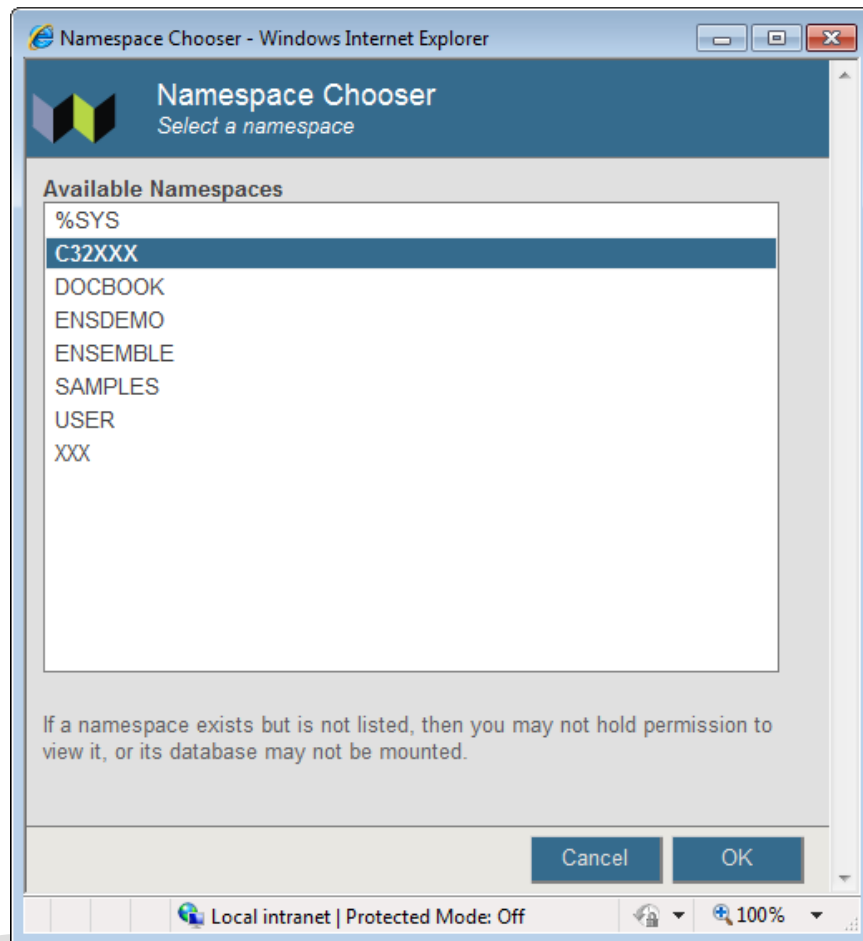 Namespace Chooser - Windows Internet Explorer
Namespace Chooser
Select a namespace
Available Namespaces
%SYS
C32XXX
DOCBOOK
ENSDEMO
ENSEMBLE
SAMPLES
USER
XXX
If a namespace exists but is not listed, then you may not hold permission to
view it, or its database may not be mounted.
Cancel OK
Local intranet | Protected Mode: Off 100%